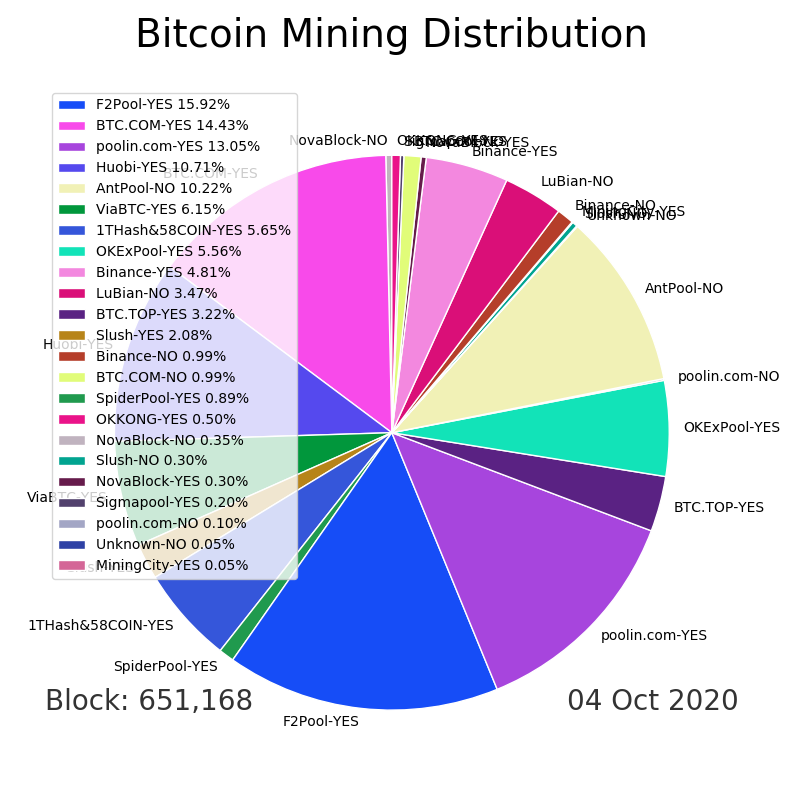 Bitcoin Mining Distribution
F2Pool-YES 15.92%
BTC.COM-YES 14.43%
poolin.com-YES 13.05%
Huobi-YES 10.71%
AntPool-NO 10.22%
ViaBTC-YES 6.15%
1THash&58COIN-YES 5.65%
OKExPool-YES 5.56%
Binance-YES 4.81%
LuBian-NO 3.47%
BTC.TOP-YES 3.22%
Slush-YES 2.08%
Binance-NO 0.99%
BTC.COM-NO 0.99%
SpiderPool-YES 0.89%
OKKONG-YES 0.50%
NovaBlock-NO 0.35%
Slush-NO 0.30%
NovaBlock-YES 0.30%
Sigmapool-YES 0.20%
poolin.com-NO 0.10%
Unknown-NO 0.05%
MiningCity-YES 0.05%
NovaBlock-NO
OKKONG-YES
Binance-YES
LuBian-NO
Binance-NO
Unknown-NO
AntPool-NO
poolin.com-NO
OKExPool-YES
BTC.TOP-YES
poolin.com-YES
F2Pool-YES
SpiderPool-YES
1THash&58COIN-YES
ViaBTC-YES
Huobi-YES
BTC.COM-YES
Block: 651,168
04 Oct 2020